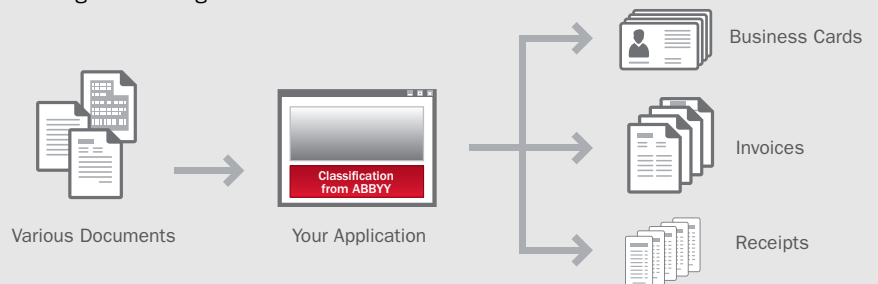 Business Cards
Classification
from ABBYY
Invoices
Various Documents
Your Application
Receipts